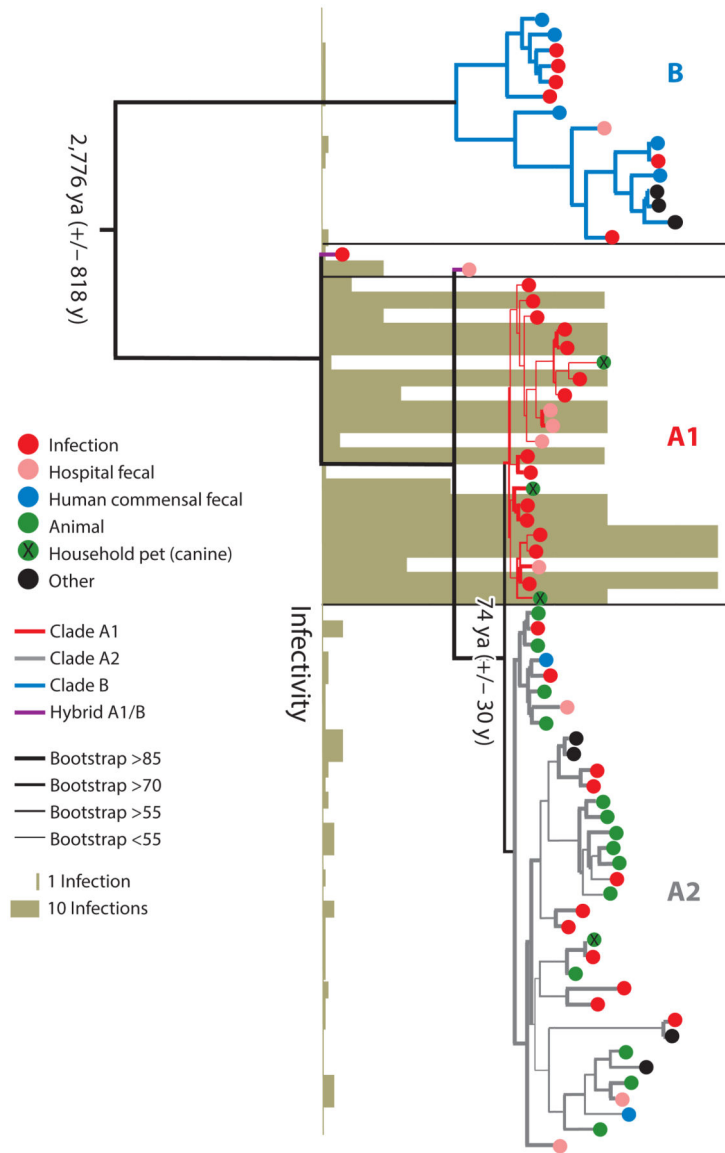 B
2,776 ya (+/– 818 y)
A1
Infection
Hospital fecal
Human commensal fecal
Animal
X Household pet (canine)
Other
X
X
X
Infectivity
74 ya (+/– 30 y)
Clade A1
Clade A2
Clade B
Hybrid A1/B
Bootstrap >85
Bootstrap >70
Bootstrap >55
Bootstrap <55
1 Infection
10 Infections
A2
X